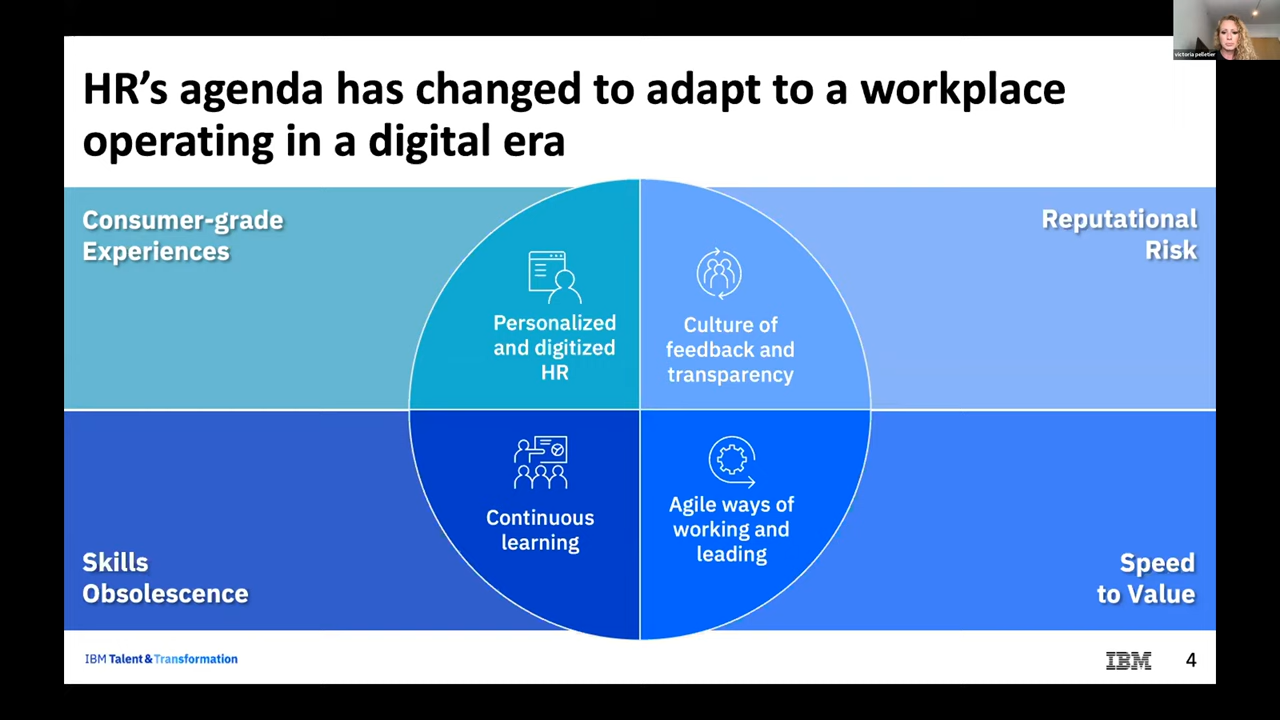 victoria pelletier
HR’s agenda has changed to adapt to a workplace
operating in a digital era
Consumer-grade
Experiences
Reputational
Risk
Personalized
and digitized
HR
Culture of
feedback and
transparency
Continuous
learning
Agile ways of
working and
leading
Skills
Obsolescence
Speed
to Value
IBM Talent & Transformation
IBM
4